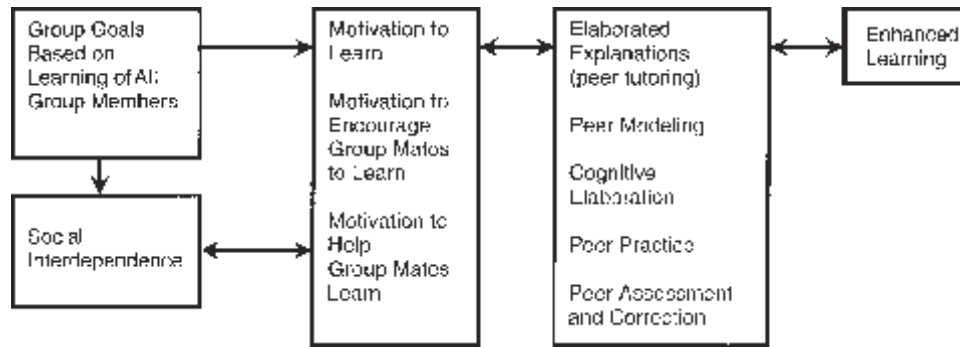 Group Goals
Based on
Learning of All
Group Members
Social
Interdependence
Motivation to
Learn
Motivation to
Encourage
Group Mates
to Learn
Motivation to
Help
Group Mates
Learn
Elaborated
Explanations
(peer tutoring)
Peer Modeling
Cognitive
Elaboration
Peer Practice
Peer Assessment
and Correction
Enhanced
Learning